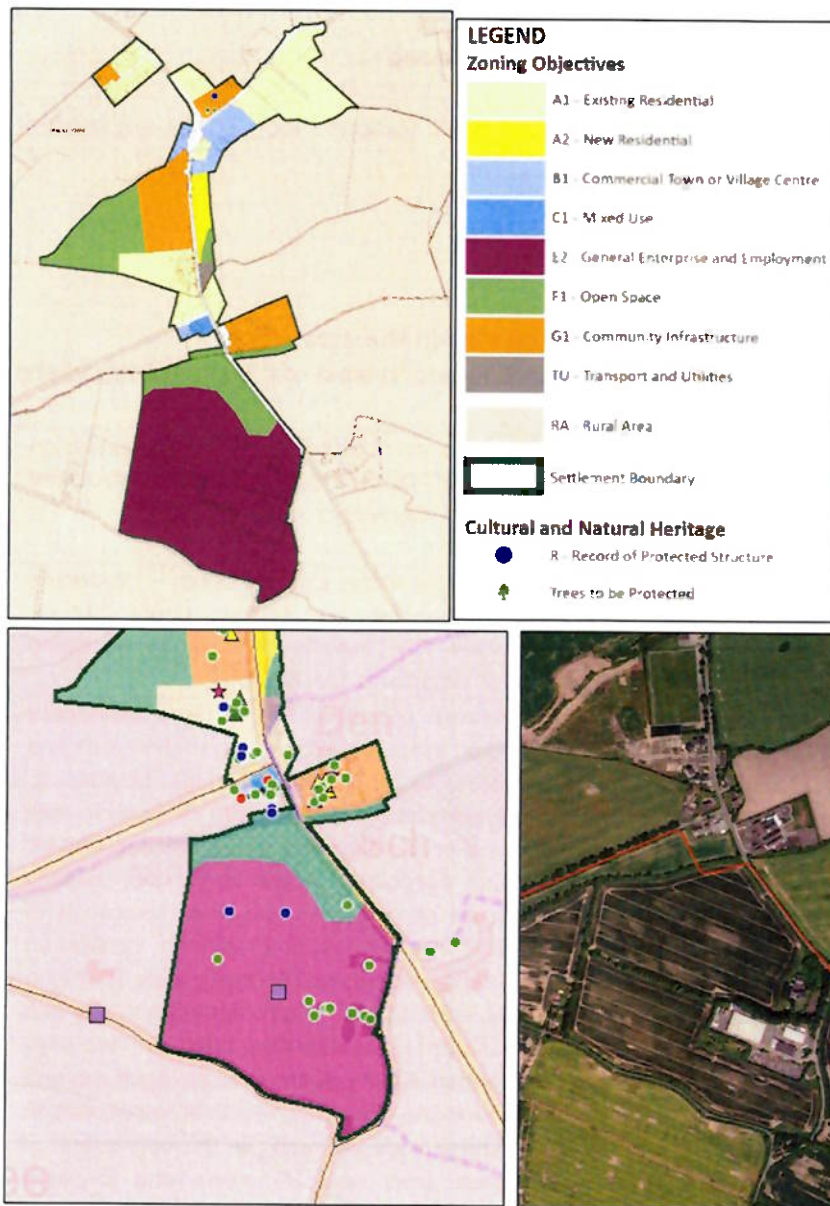 LEGEND
Zoning Objectives
A1 - Existing Residential
A2 - New Residential
B1 - Commercial Town or Village Centre
C1 - Mixed Use
E2 - General Enterprise and Employment
F1 - Open Space
G1 - Community Infrastructure
TU - Transport and Utilities
RA - Rural Area
Settlement Boundary
Cultural and Natural Heritage
R - Record of Protected Structure
Trees to be Protected